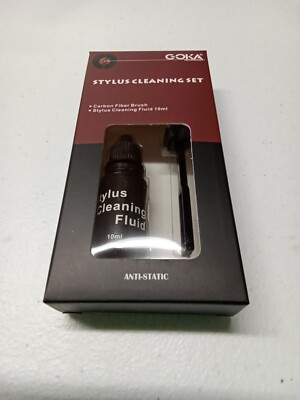 GOKA
STYLUS CLEANING SET
• Carbon Fiber Brush
• Stylus Cleaning Fluid 10ml
tylus
Cleaning
Fluid
10ml
ANTI-STATIC